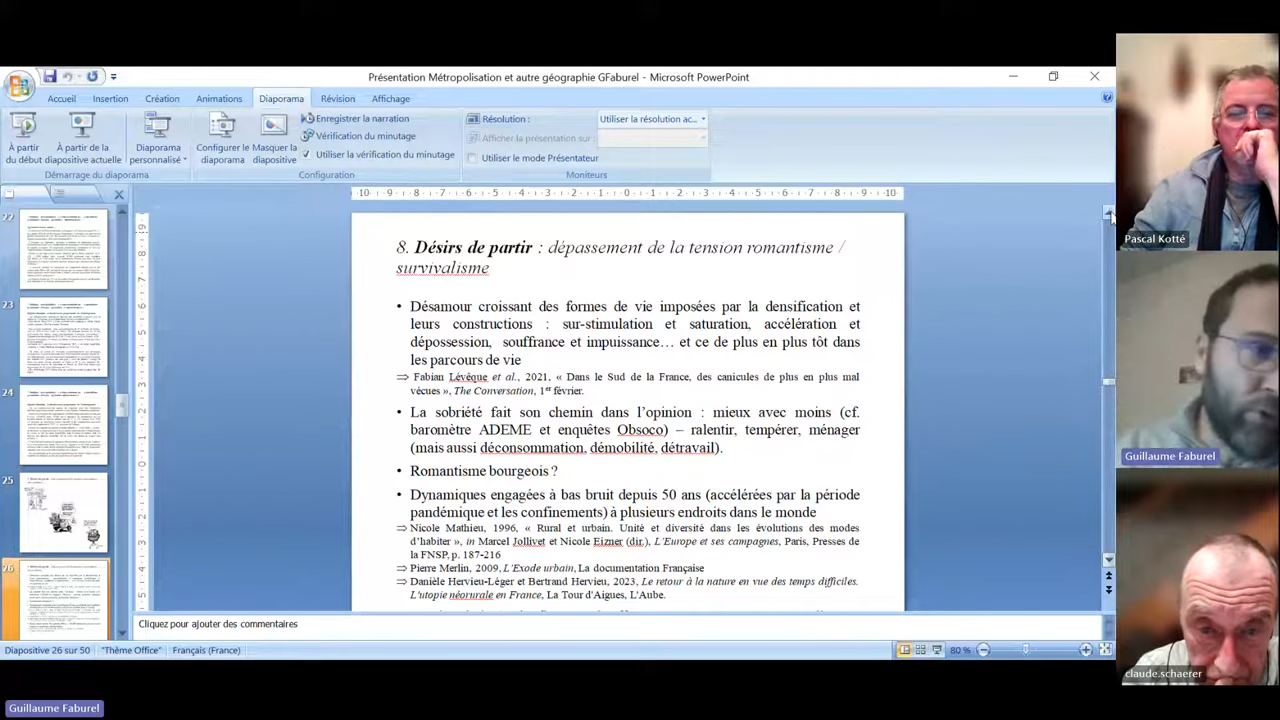 Présentation Métropolisation et autre géographie GFaburel - Microsoft PowerPoint
Accueil Insertion Création Animations Diaporama Révision Affichage
À partir du début
À partir de la diapositive actuelle
Diaporama personnalisé
Configurer le diaporama
Masquer la diapositive
Enregistrer la narration
Vérification du minutage
Utiliser la vérification du minutage
Résolution :
Utiliser la résolution ac...
Afficher la présentation sur :
Utiliser le mode Présentateur
Démarrage du diaporama
Configuration
Moniteurs
22
23
24
25
26
8. Désirs de partir : dépassement de la tension romantisme /
survivalisme
• Désamour croissant des formes de vie imposées par la densification et
leurs constructions : sur-stimulation et saturation, accélération et
dépossession, souffrance et impuissance… et ce de plus en plus tôt dans
les parcours de vie
⇒ Fabian Lévêque et al., 2021, « Dans le Sud de la France, des canicules de plus en plus mal
vécues », The Conversation, 1er février.
• La sobriété fait son chemin dans l'opinion : mieux avec moins (cf.
baromètre ADEME et enquêtes Obsoco) – ralentir, tempérer, ménager
(mais aussi déconsommation, démobilité, détravail).
• Romantisme bourgeois ?
• Dynamiques engagées à bas bruit depuis 50 ans (accélérées par la période
pandémique et les confinements) à plusieurs endroits dans le monde
⇒ Nicole Mathieu, 1996, « Rural et urbain. Unité et diversité dans les évolutions des modes
d'habiter », in Marcel Jollivet et Nicole Eizner (dir.), L'Europe et ses campagnes, Paris, Presses de
la FNSP, p. 187-216
⇒ Pierre Merlin, 2009, L'Exode urbain, La documentation Française
⇒ Danièle Hervieu-Léger et Bertrand Hervieu, 2023, Le retour à la nature en vue des temps difficiles.
L'utopie néorurale en France, La Tour d'Aigues, L'Aube.
Cliquez pour ajouter des commentaires
Diapositive 26 sur 50 "Thème Office" Français (France)
80 %
Pascal Kotté
Guillaume Faburel
claude.schaerer
Guillaume Faburel